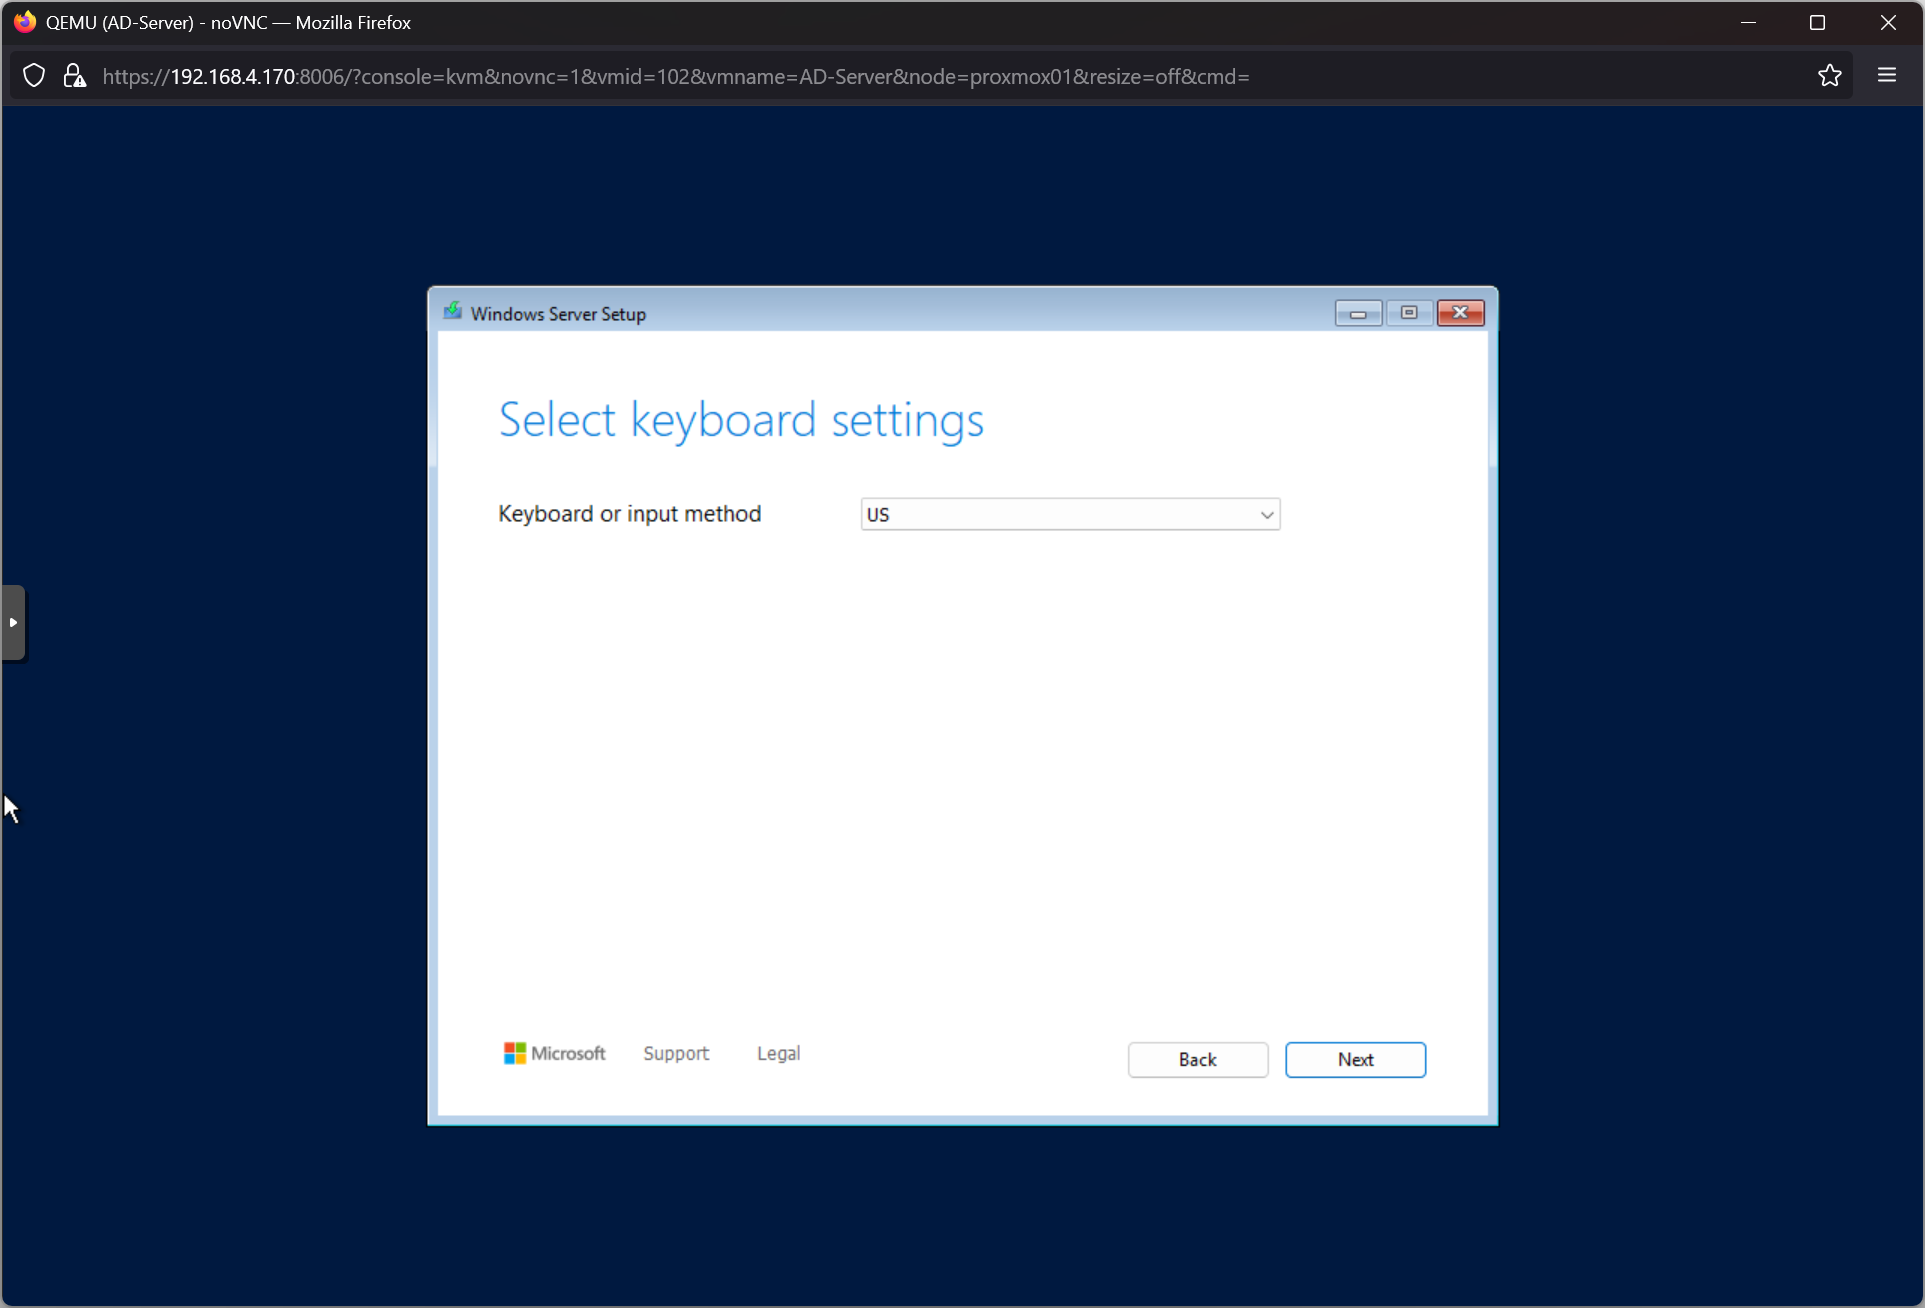 QEMU (AD-Server) - noVNC — Mozilla Firefox
https://192.168.4.170:8006/?console=kvm&novnc=1&vmid=102&vmname=AD-Server&node=proxmox01&resize=off&cmd=
Windows Server Setup
Select keyboard settings
Keyboard or input method US
Microsoft Support Legal Back Next